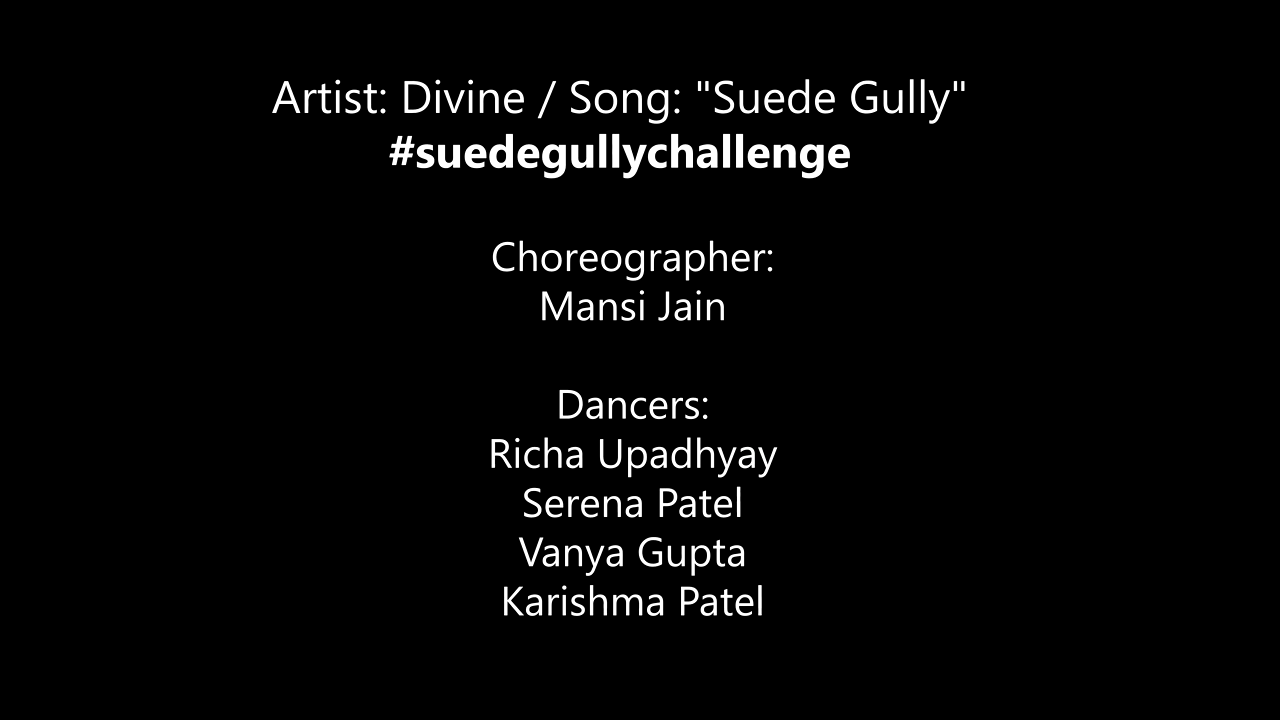 Artist: Divine / Song: "Suede Gully"
#suedegullychallenge
Choreographer:
Mansi Jain
Dancers:
Richa Upadhyay
Serena Patel
Vanya Gupta
Karishma Patel